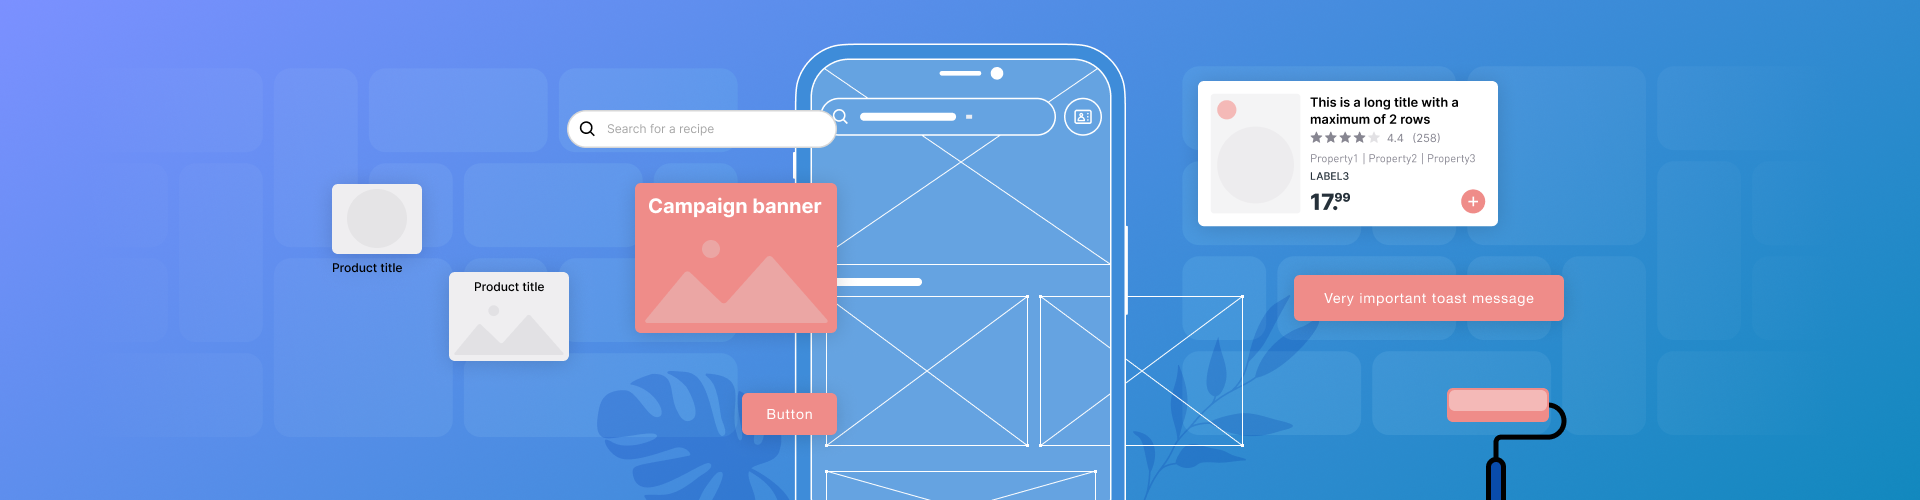 Search for a recipe
Product title
Product title
Campaign banner
Button
This is a long title with a
maximum of 2 rows
4.4 (258)
Property1 | Property2 | Property3
LABEL3
17.99
Very important toast message